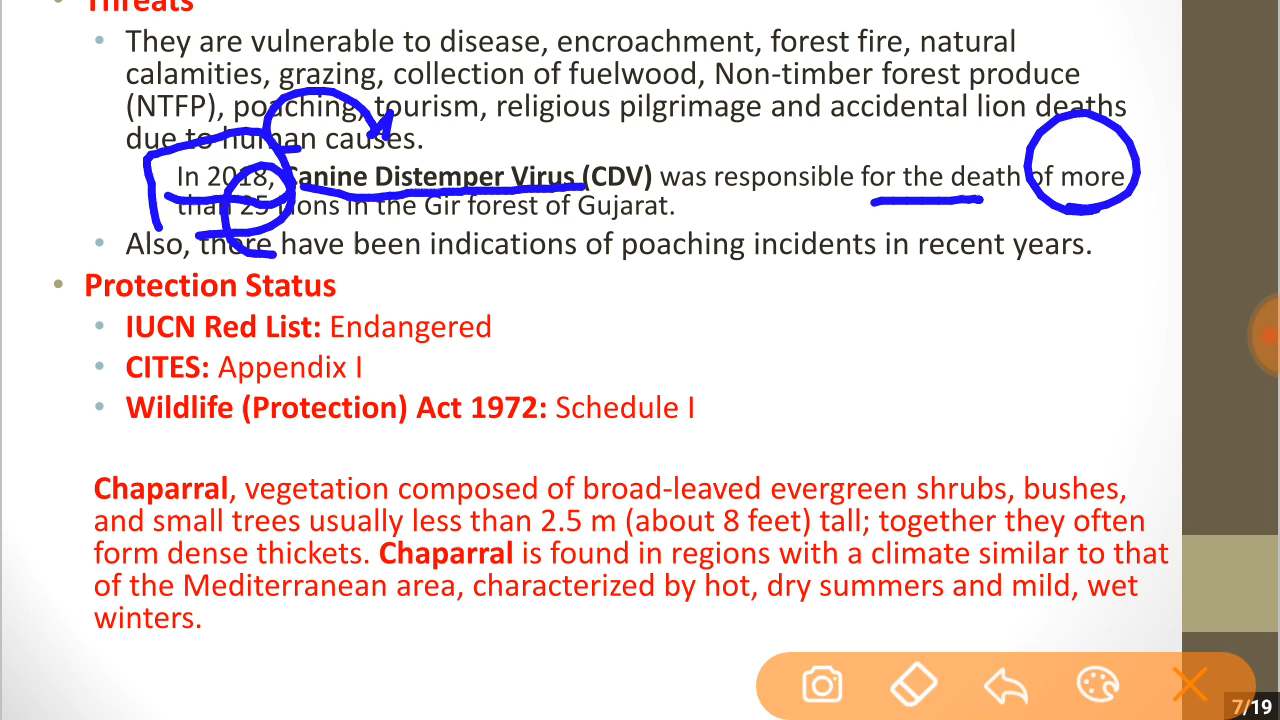 Threats
They are vulnerable to disease, encroachment, forest fire, natural
calamities, grazing, collection of fuelwood, Non-timber forest produce
(NTFP), poaching, tourism, religious pilgrimage and accidental lion deaths
due to human causes.
In 2018, Canine Distemper Virus (CDV) was responsible for the death of more
than 25 lions in the Gir forest of Gujarat.
Also, there have been indications of poaching incidents in recent years.
Protection Status
IUCN Red List: Endangered
CITES: Appendix I
Wildlife (Protection) Act 1972: Schedule I
Chaparral, vegetation composed of broad-leaved evergreen shrubs, bushes,
and small trees usually less than 2.5 m (about 8 feet) tall; together they often
form dense thickets. Chaparral is found in regions with a climate similar to that
of the Mediterranean area, characterized by hot, dry summers and mild, wet
winters.
7/19